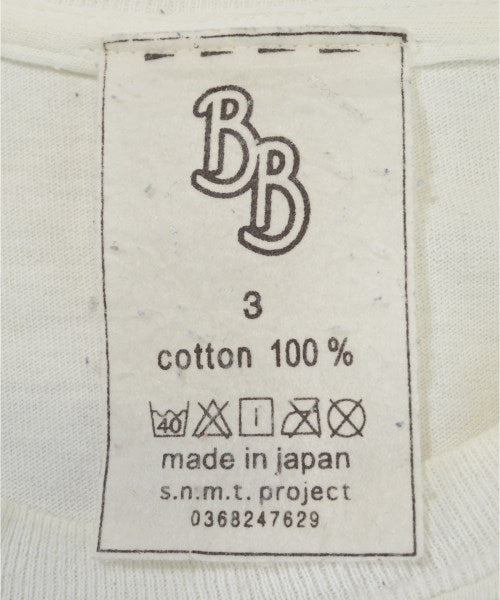 BB
3
cotton 100%
40
made in japan
s.n.m.t. project
0368247629